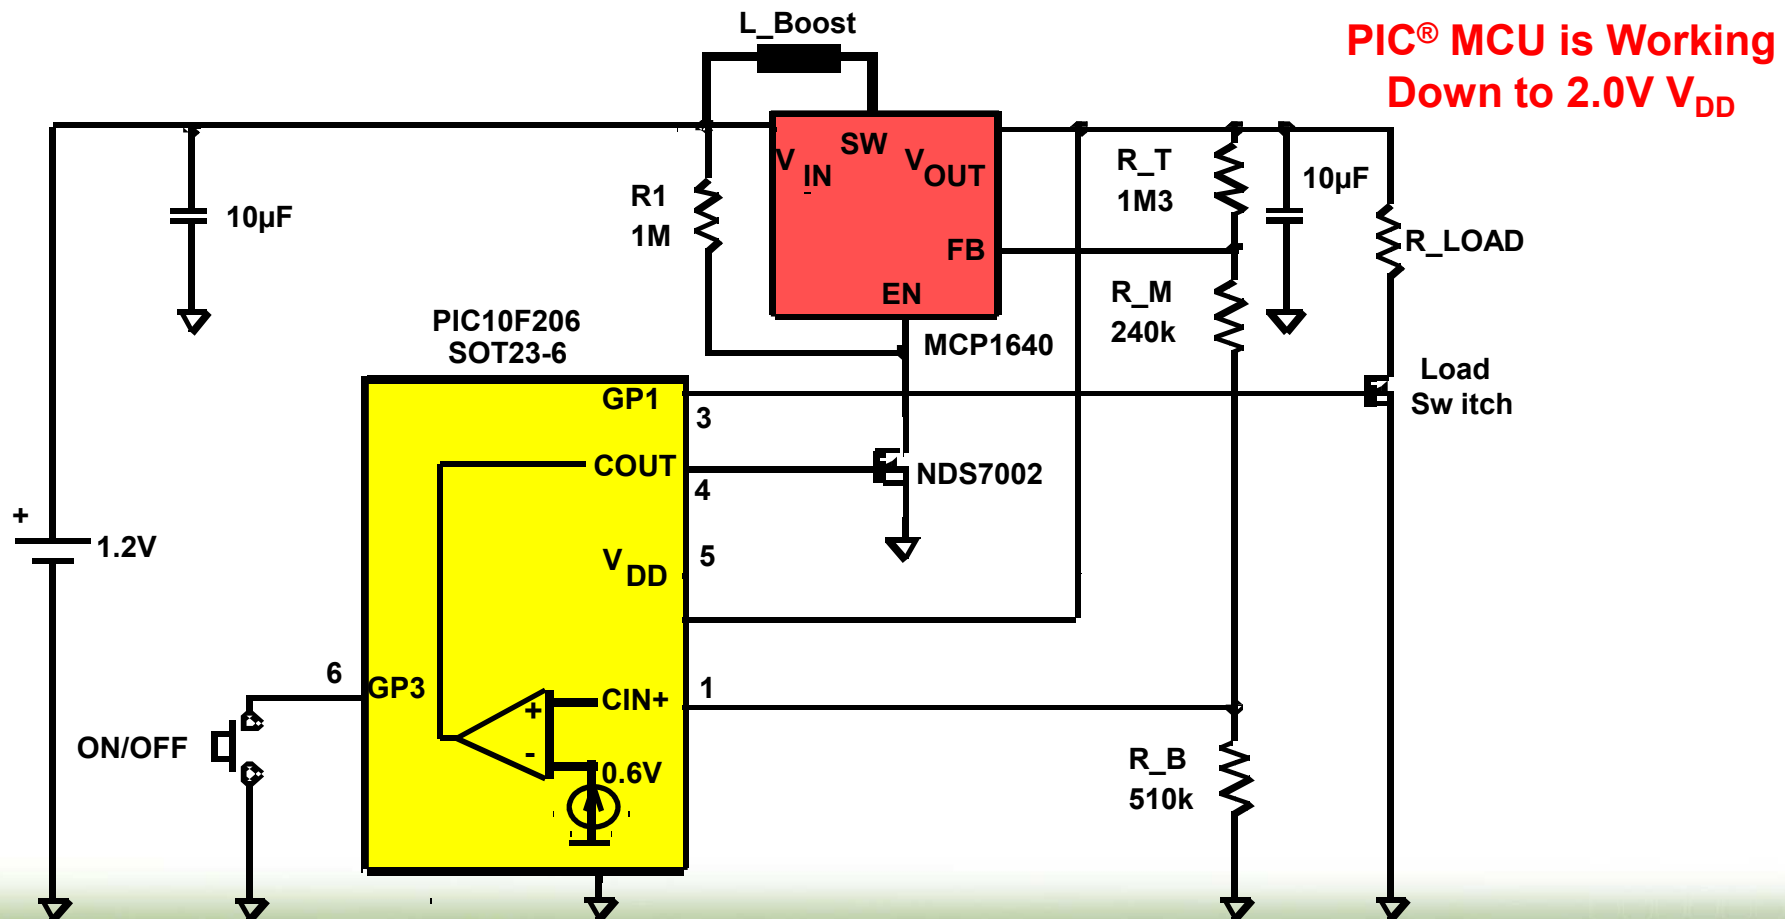 L_Boost
PIC® MCU is Working
Down to 2.0V VDD
SW
VIN
VOUT
R_T
1M3
10µF
R1
1M
10µF
R_LOAD
FB
EN
R_M
240k
PIC10F206
SOT23-6
MCP1640
Load
Sw itch
GP1
3
COUT
4
NDS7002
+
1.2V
5
VDD
6
GP3
CIN+
1
+
-
0.6V
ON/OFF
R_B
510k